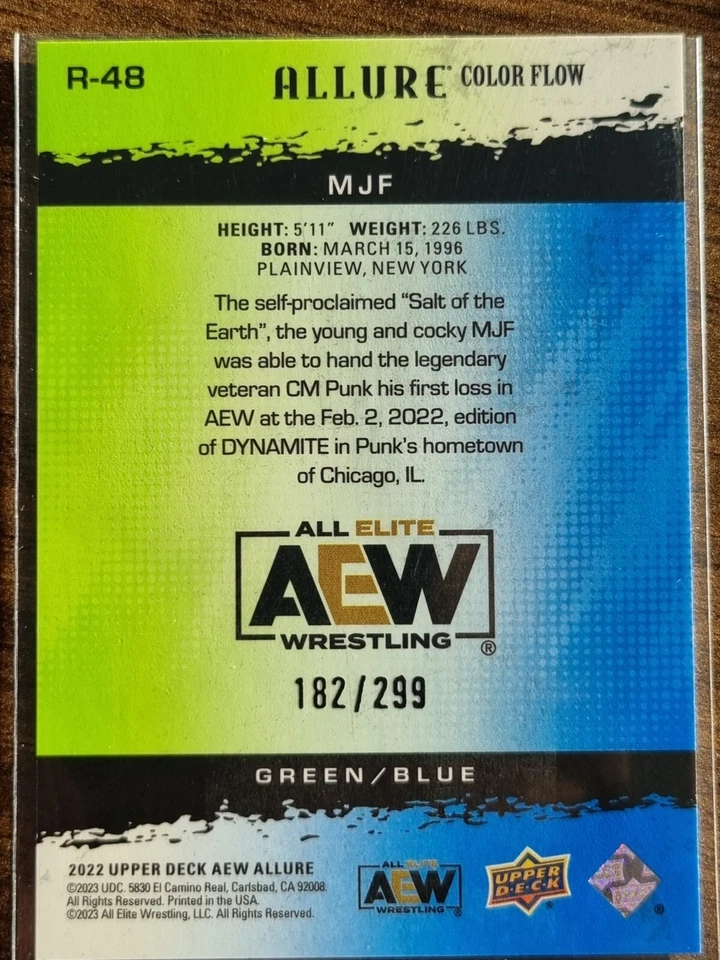 R-48
ALLURE COLOR FLOW
MJF
HEIGHT: 5'11" WEIGHT: 226 LBS.
BORN: MARCH 15, 1996
PLAINVIEW, NEW YORK
The self-proclaimed "Salt of the
Earth", the young and cocky MJF
was able to hand the legendary
veteran CM Punk his first loss in
AEW at the Feb. 2, 2022, edition
of DYNAMITE in Punk's hometown
of Chicago, IL.
ALL ELITE
AEW
WRESTLING®
182/299
GREEN/BLUE
2022 UPPER DECK AEW ALLURE
©2023 UDC. 5830 El Camino Real, Carlsbad, CA 92008.
All Rights Reserved. Printed in the USA.
©2023 All Elite Wrestling, LLC. All Rights Reserved.
ALL ELITE
AEW
WRESTLING®
UPPER
D·E·C·K
®